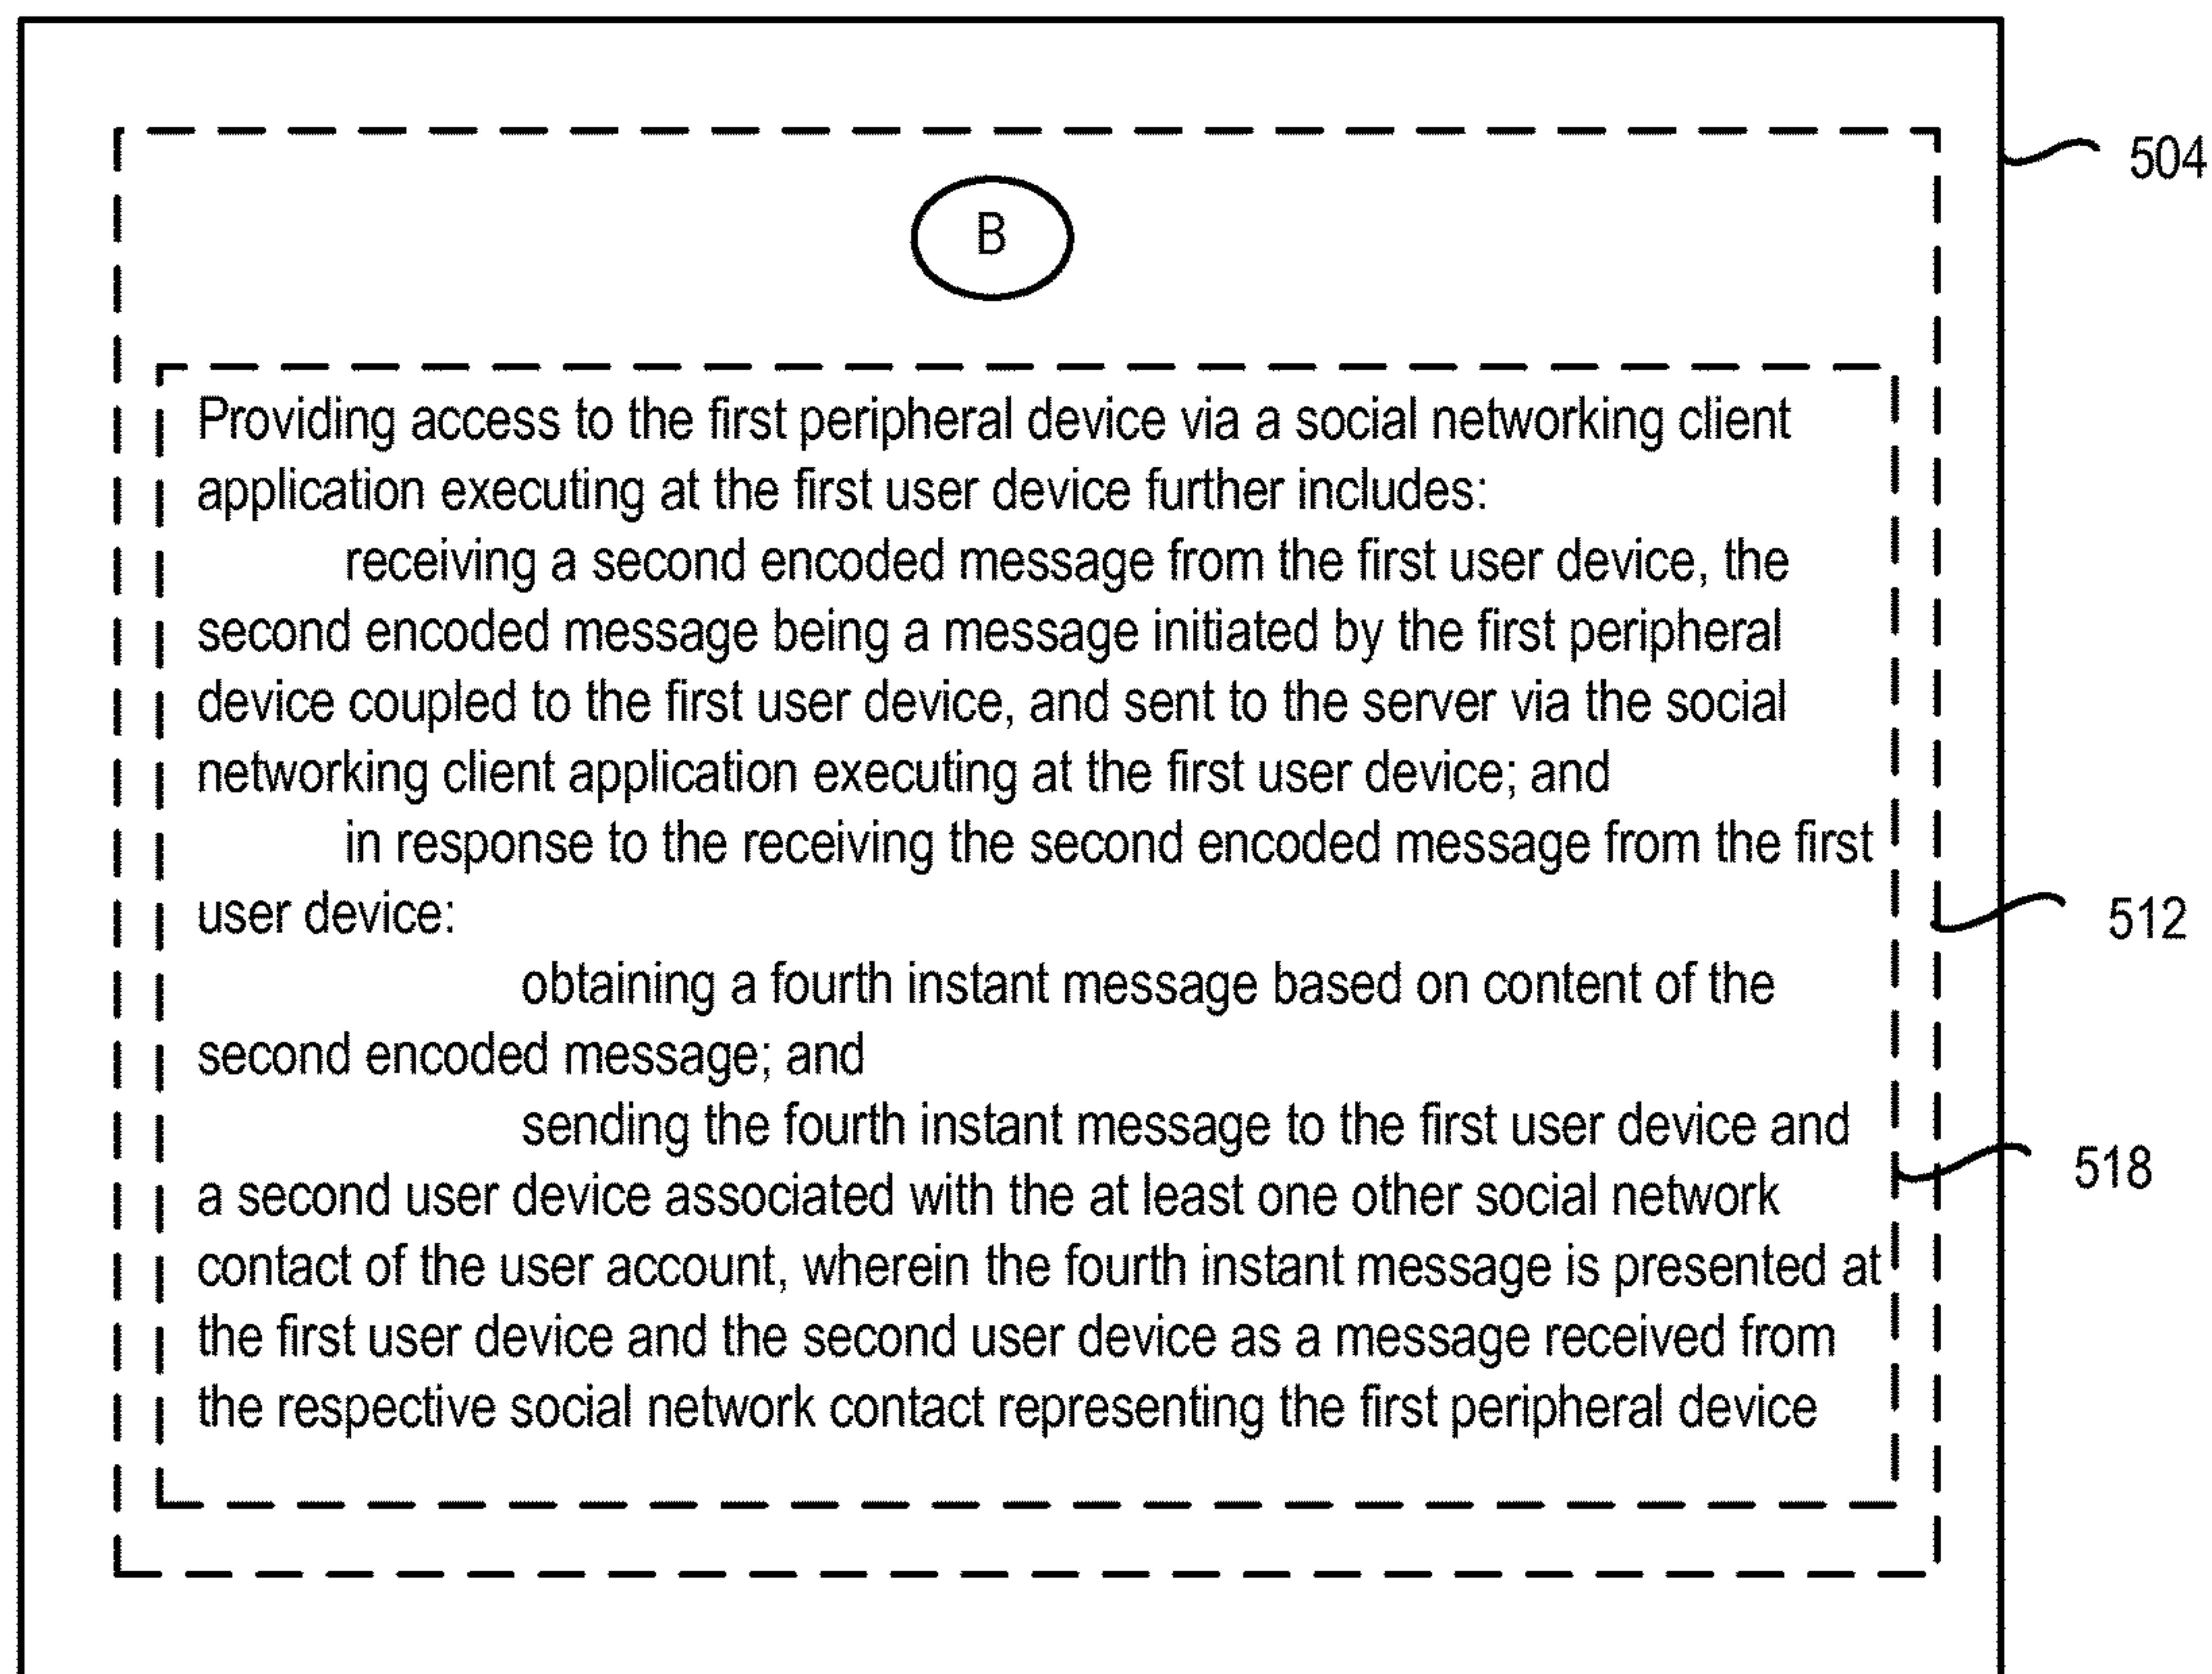 504
B
Providing access to the first peripheral device via a social networking client
application executing at the first user device further includes:
receiving a second encoded message from the first user device, the
second encoded message being a message initiated by the first peripheral
device coupled to the first user device, and sent to the server via the social
networking client application executing at the first user device; and
in response to the receiving the second encoded message from the first
user device:
512
obtaining a fourth instant message based on content of the
second encoded message; and
sending the fourth instant message to the first user device and
518
a second user device associated with the at least one other social network
contact of the user account, wherein the fourth instant message is presented at
the first user device and the second user device as a message received from
the respective social network contact representing the first peripheral device